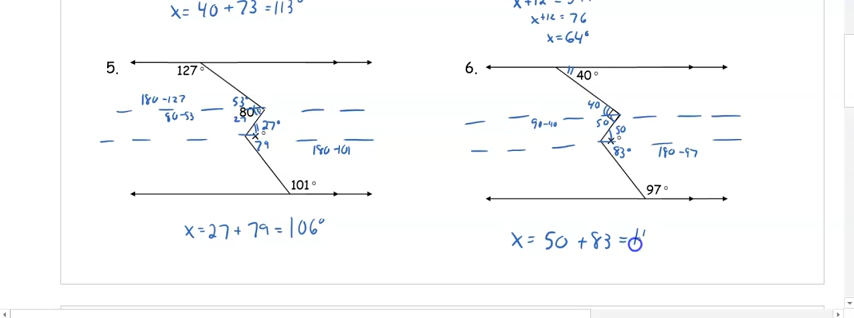 x = 40 + 73 = 113°
x+12 = 76
x = 64°
5.
127°
180-127
80-53
53°
80
27
27°
x°
79
180-101
101°
x = 27 + 79 = 106°
6.
40°
40
90-40
50
50
x°
83°
180-97
97°
x = 50 + 83 =